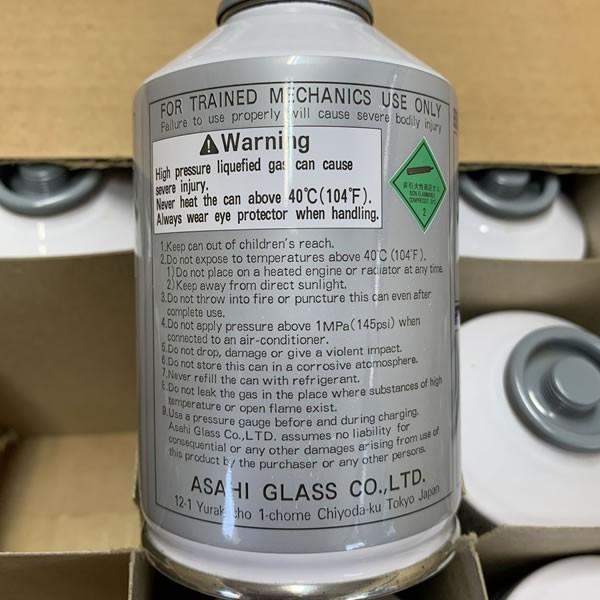 FOR TRAINED MECHANICS USE ONLY
Failure to use properly will cause severe bodily injury
Warning
High pressure liquefied gas can cause
severe injury.
Never heat the can above 40℃(104℉).
Always wear eye protector when handling.
NON-FLAMMABLE
COMPRESSED GAS
2
1.Keep can out of children's reach.
2.Do not expose to temperatures above 40℃(104℉).
1)Do not place on a heated engine or radiator at any time.
2)Keep away from direct sunlight.
3.Do not throw into fire or puncture this can even after
complete use.
4.Do not apply pressure above 1MPa(145psi) when
connected to an air-conditioner.
5.Do not drop, damage or give a violent impact.
6.Do not store this can in a corrosive atomosphere.
7.Never refill the can with refrigerant.
8.Do not leak the gas in the place where substances of high
temperature or open flame exist.
9.Use a pressure gauge before and during charging.
Asahi Glass Co.,LTD. assumes no liability for
consequential or any other damages arising from use of
this product by the purchaser or any other persons.
ASAHI GLASS CO.,LTD.
12-1 Yurakucho 1-chome Chiyoda-ku Tokyo Japan